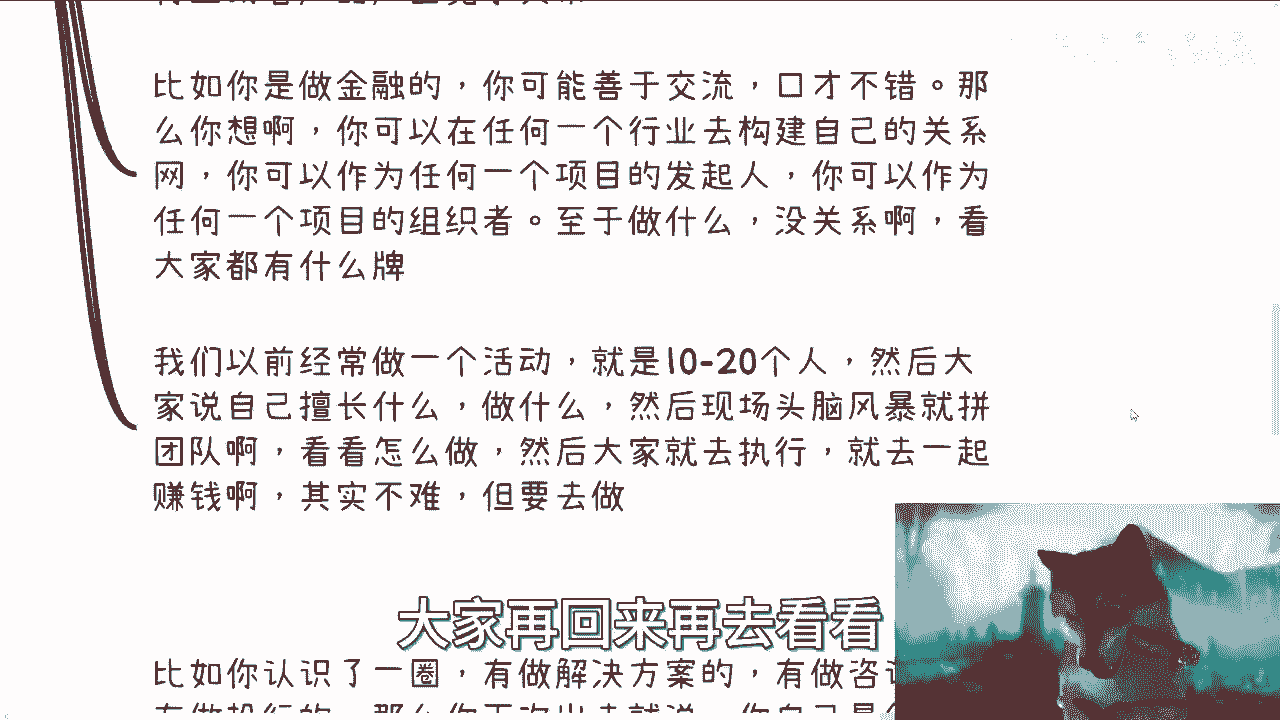 比如你是做金融的，你可能善于交流，口才不错。那
么你想啊，你可以在任何一个行业去构建自己的关系
网，你可以作为任何一个项目的发起人，你可以作为
任何一个项目的组织者。至于做什么，没关系啊，看
大家都有什么牌
我们以前经常做一个活动，就是10-20个人，然后大
家说自己擅长什么，做什么，然后现场头脑风暴就拼
团队啊，看看怎么做，然后大家就去执行，就去一起
赚钱啊，其实不难，但要去做
大家再回来再去看看
比如你认识了一圈，有做解决方案的，有做咨